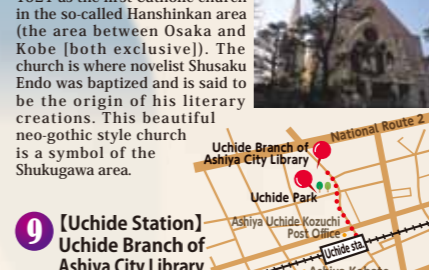 1921 as the first catholic church
in the so-called Hanshinkan area
(the area between Osaka and
Kobe [both exclusive]). The
church is where novelist Shusaku
Endo was baptized and is said to
be the origin of his literary
creations. This beautiful
neo-gothic style church
is a symbol of the
Shukugawa area.
9
【Uchide Station】
Uchide Branch of
Ashiya City Library
National Route 2
Uchide Branch of
Ashiya City Library
Uchide Park
Ashiya Uchide Kozuchi
Post Office
Uchide sta.